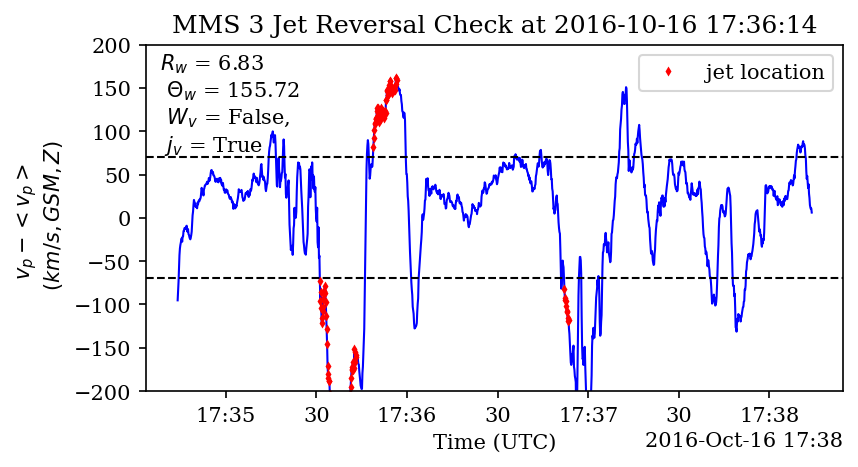 MMS 3 Jet Reversal Check at 2016-10-16 17:36:14
200
150
100
50
0
−50
−100
−150
−200
v_p − <v_p>
(km/s, GSM, Z)
R_w = 6.83
Θ_w = 155.72
W_v = False,
j_v = True
jet location
17:35 30 17:36 30 17:37 30 17:38
Time (UTC)
2016-Oct-16 17:38